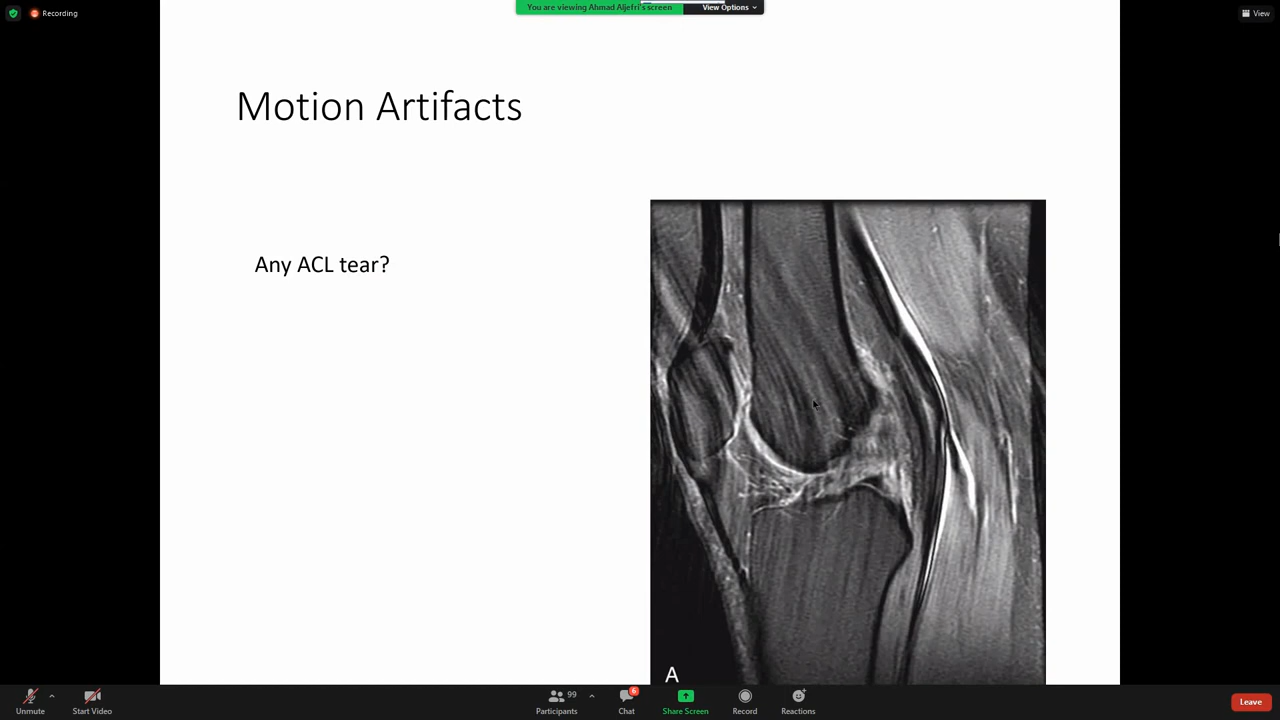 Recording
You are viewing Ahmad Aljefri's screen
View Options
View
Motion Artifacts
Any ACL tear?
A
Unmute
Start Video
99
Participants
6
Chat
Share Screen
Record
Reactions
Leave